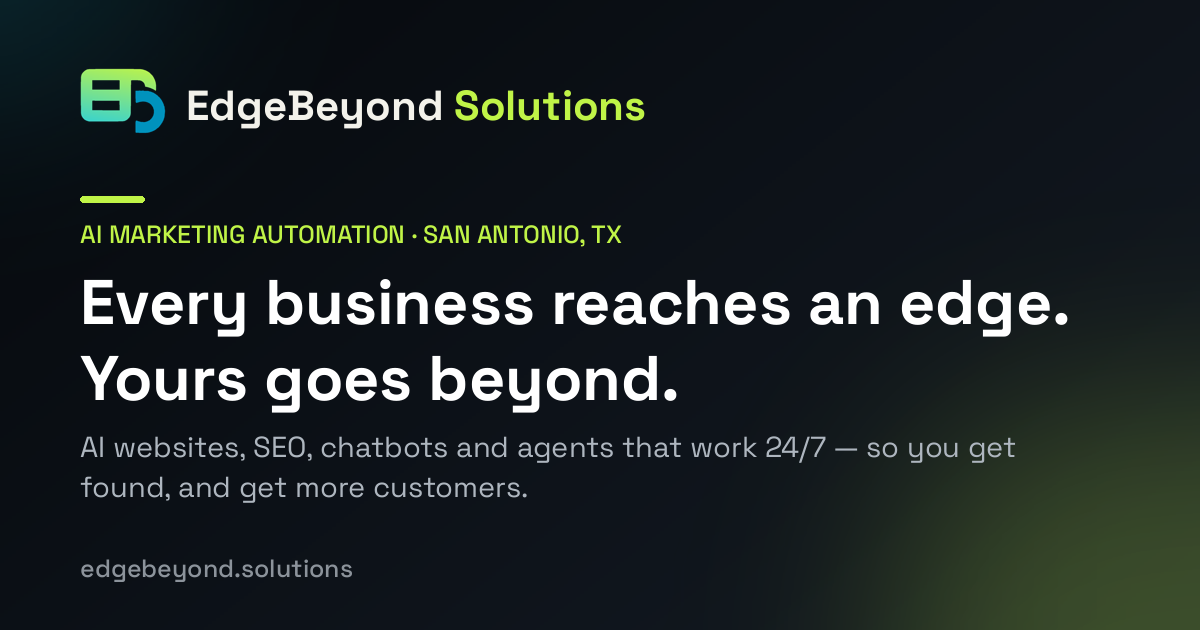 EdgeBeyond Solutions
AI MARKETING AUTOMATION · SAN ANTONIO, TX
Every business reaches an edge.
Yours goes beyond.
AI websites, SEO, chatbots and agents that work 24/7 — so you get
found, and get more customers.
edgebeyond.solutions